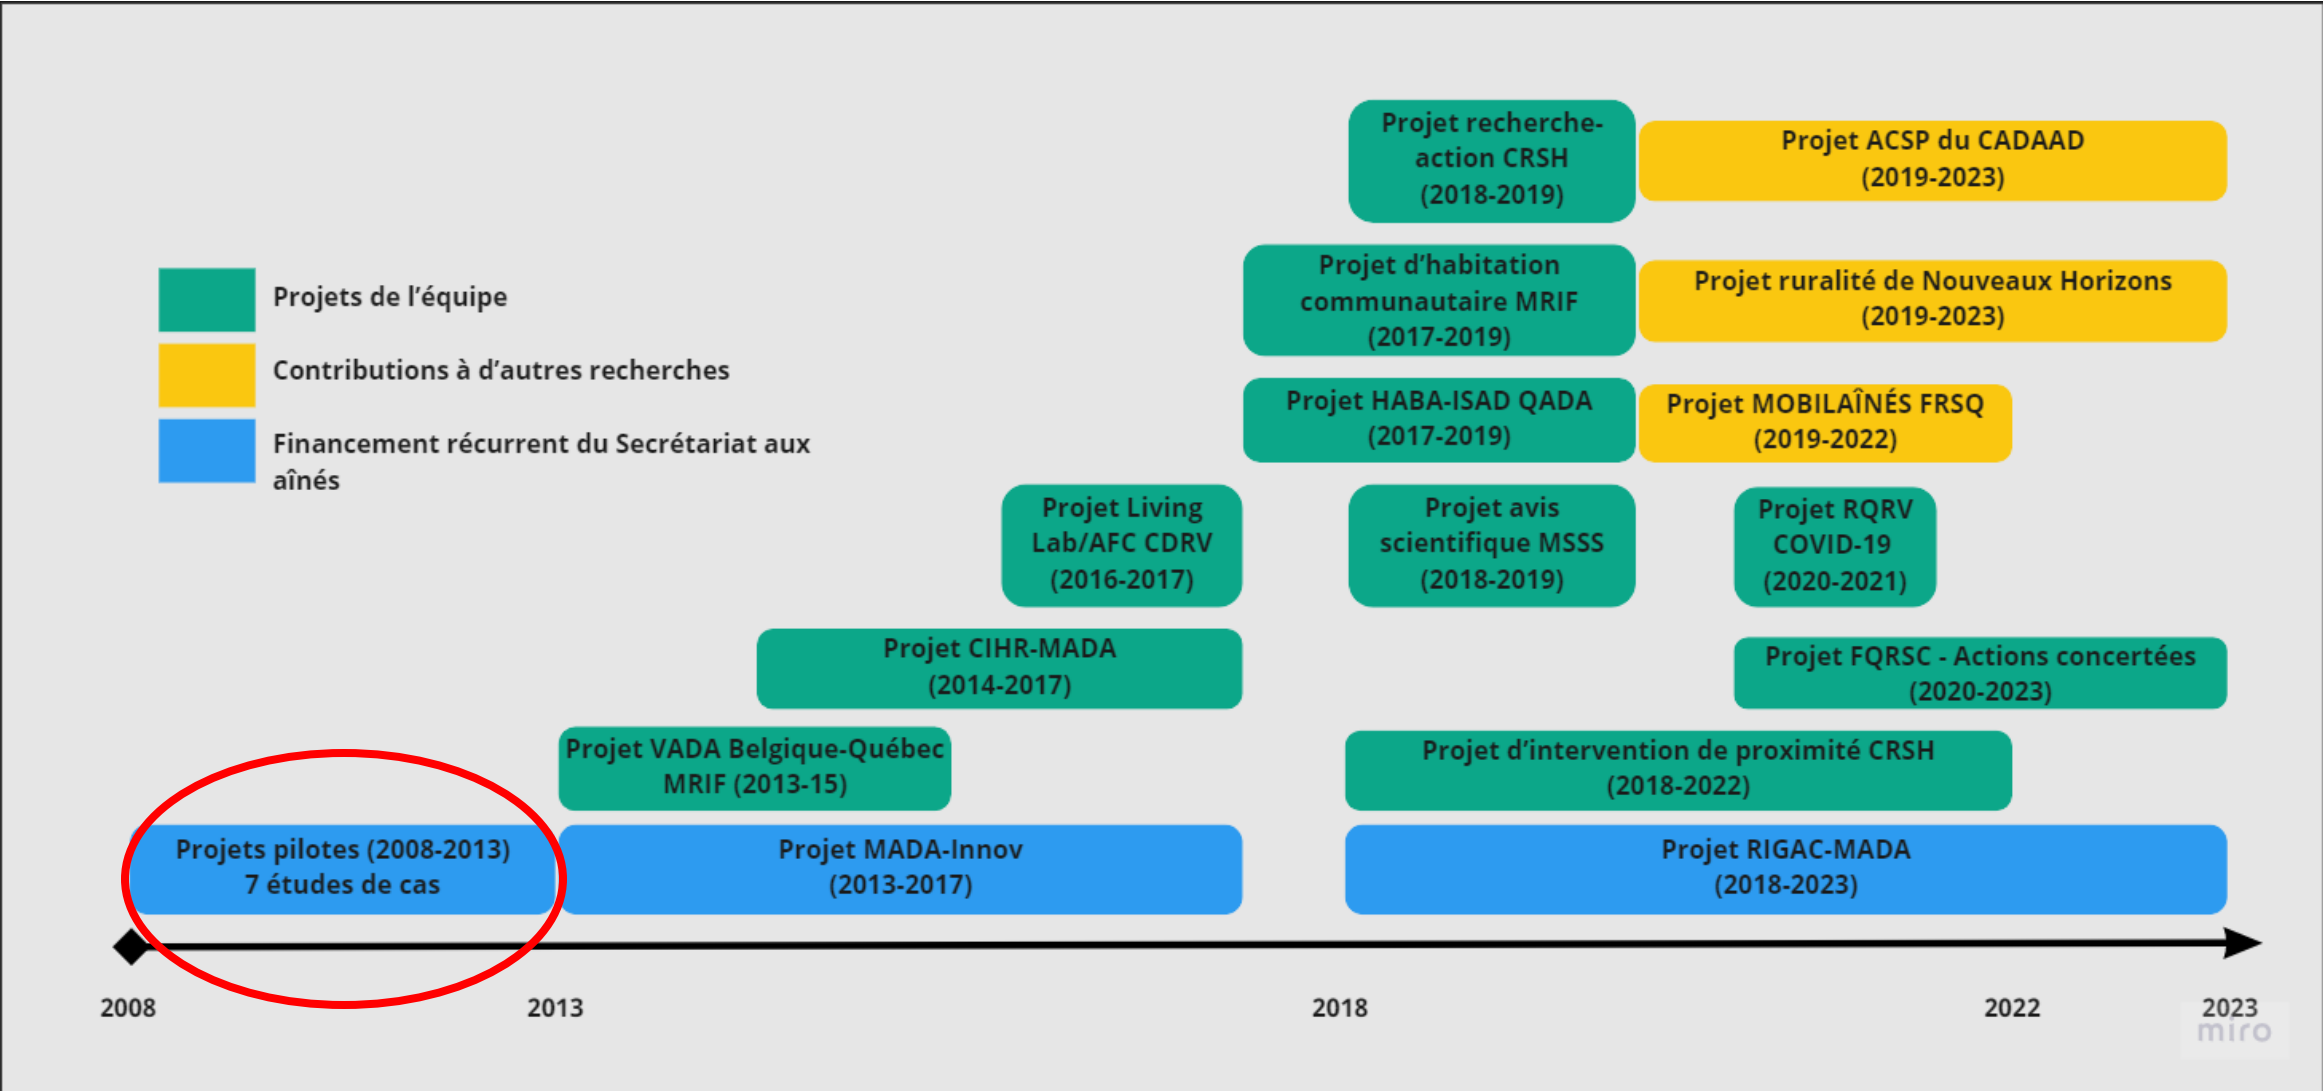 Projet recherche-
action CRSH
(2018-2019)
Projet ACSP du CADAAD
(2019-2023)
Projet d’habitation
communautaire MRIF
(2017-2019)
Projet ruralité de Nouveaux Horizons
(2019-2023)
Projets de l’équipe
Contributions à d’autres recherches
Financement récurrent du Secrétariat aux
aînés
Projet HABA-ISAD QADA
(2017-2019)
Projet MOBILAÎNÉS FRSQ
(2019-2022)
Projet Living
Lab/AFC CDRV
(2016-2017)
Projet avis
scientifique MSSS
(2018-2019)
Projet RQRV
COVID-19
(2020-2021)
Projet CIHR-MADA
(2014-2017)
Projet FQRSC - Actions concertées
(2020-2023)
Projet VADA Belgique-Québec
MRIF (2013-15)
Projet d’intervention de proximité CRSH
(2018-2022)
Projets pilotes (2008-2013)
7 études de cas
Projet MADA-Innov
(2013-2017)
Projet RIGAC-MADA
(2018-2023)
2008
2013
2018
2022
2023
miro